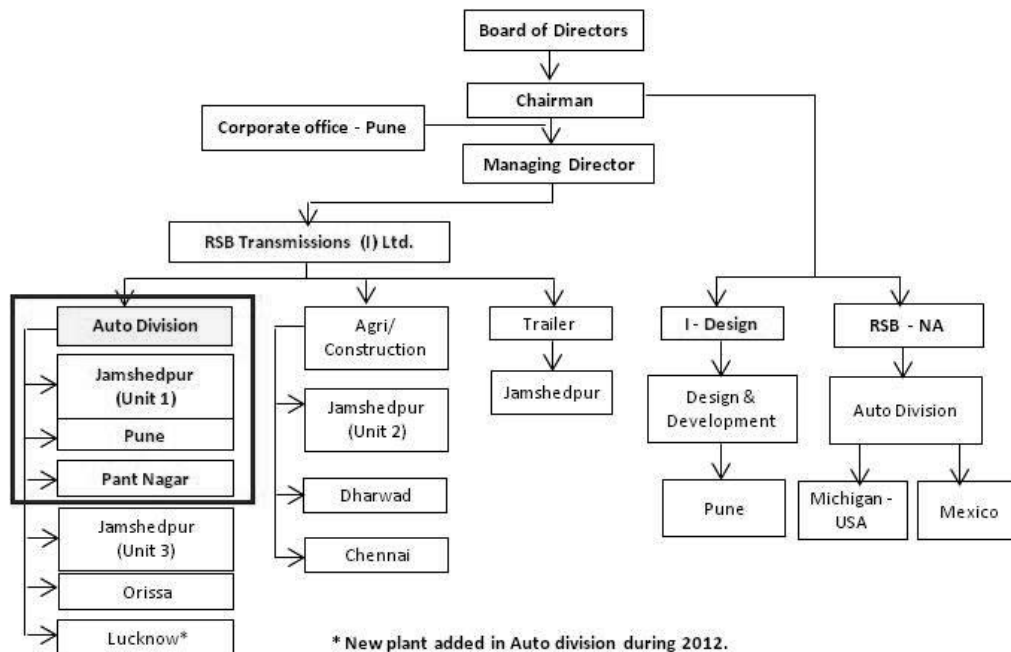 Board of Directors
Chairman
Corporate office - Pune
Managing Director
RSB Transmissions (I) Ltd.
Auto Division
Jamshedpur
(Unit 1)
Pune
Pant Nagar
Jamshedpur
(Unit 3)
Orissa
Lucknow*
Agri/
Construction
Jamshedpur
(Unit 2)
Dharwad
Chennai
Trailer
Jamshedpur
I - Design
Design &
Development
Pune
RSB - NA
Auto Division
Michigan -
USA
Mexico
* New plant added in Auto division during 2012.